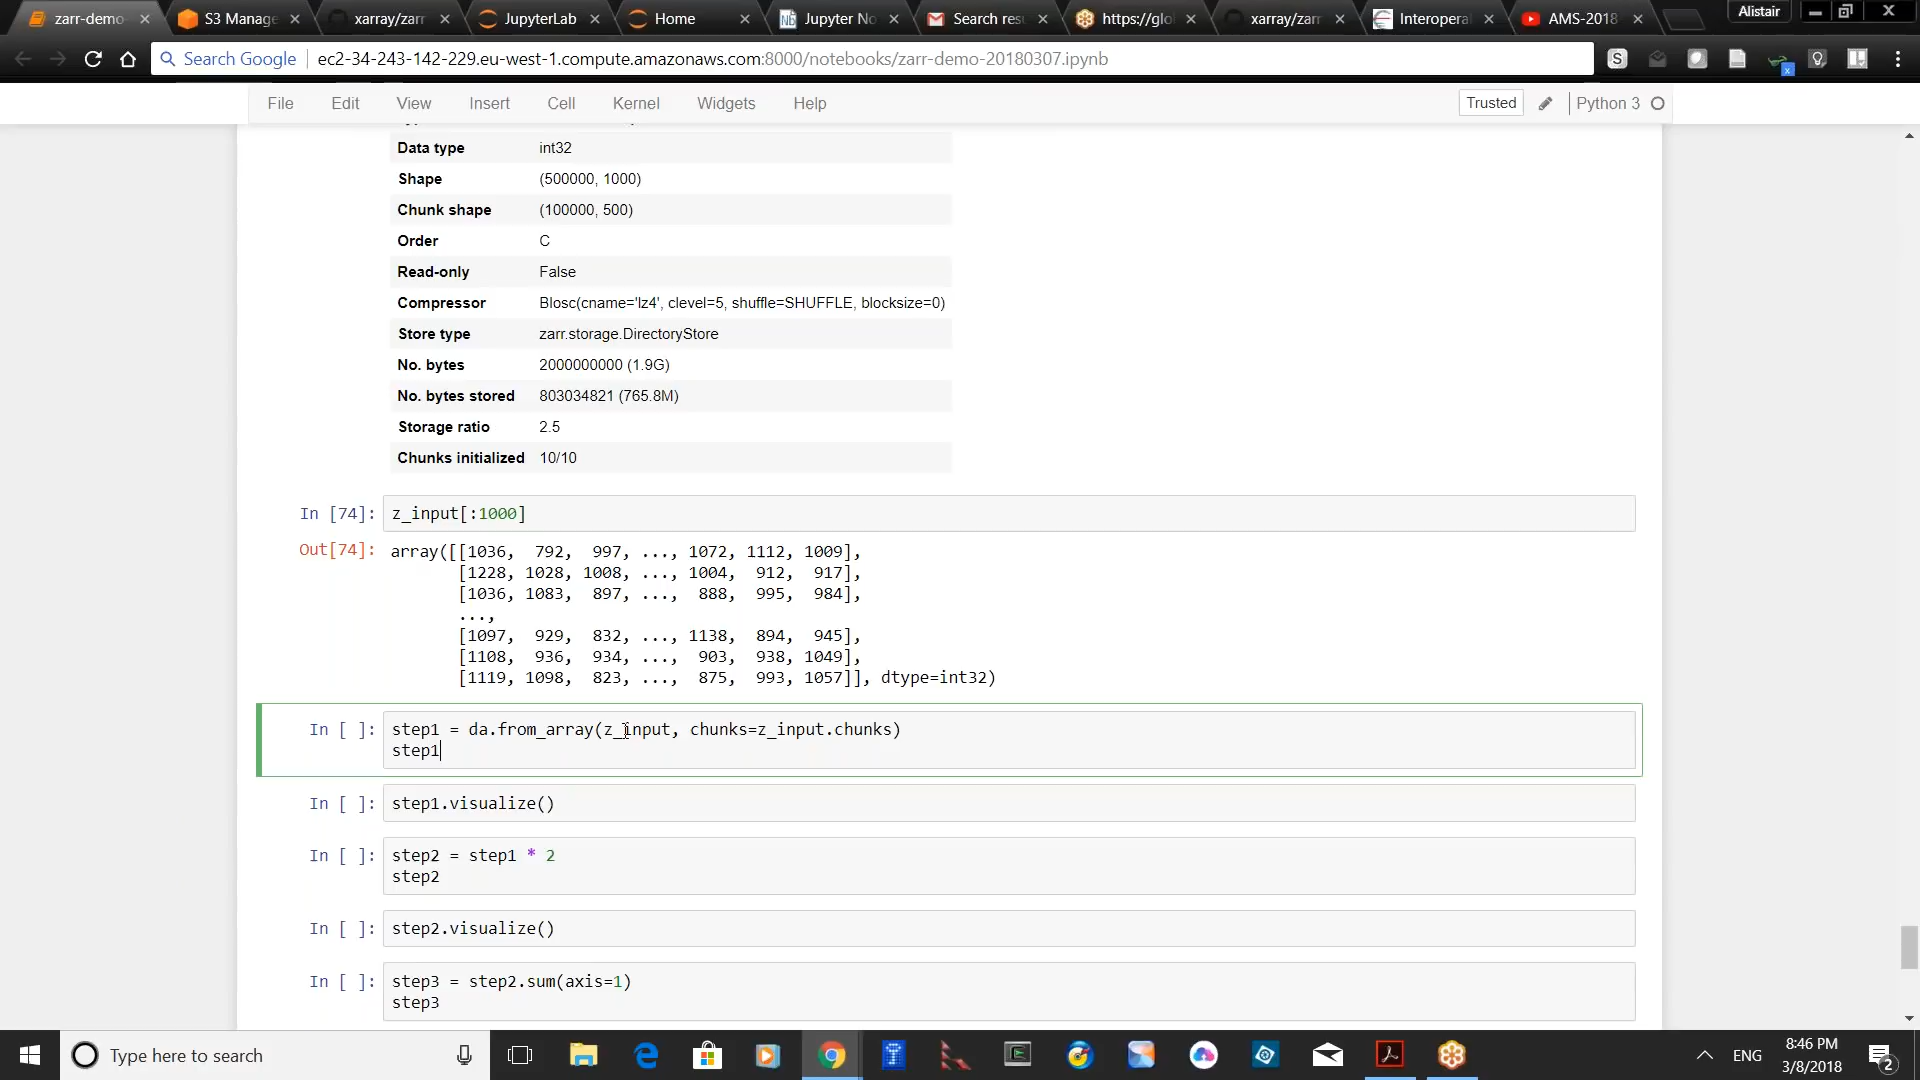 zarr-demo-
S3 Manage
xarray/zarr
JupyterLab
Home
Jupyter No
Search res
https://glo
xarray/zarr
Interopera
AMS-2018
Alistair
Search Google
ec2-34-243-142-229.eu-west-1.compute.amazonaws.com:8000/notebooks/zarr-demo-20180307.ipynb
File Edit View Insert Cell Kernel Widgets Help
Trusted
Python 3
Data type int32
Shape (500000, 1000)
Chunk shape (100000, 500)
Order C
Read-only False
Compressor Blosc(cname='lz4', clevel=5, shuffle=SHUFFLE, blocksize=0)
Store type zarr.storage.DirectoryStore
No. bytes 2000000000 (1.9G)
No. bytes stored 803034821 (765.8M)
Storage ratio 2.5
Chunks initialized 10/10
In [74]: z_input[:1000]
Out[74]: array([[1036,  792,  997, ..., 1072, 1112, 1009],
[1228, 1028, 1008, ..., 1004,  912,  917],
[1036, 1083,  897, ...,  888,  995,  984],
...,
[1097,  929,  832, ..., 1138,  894,  945],
[1108,  936,  934, ...,  903,  938, 1049],
[1119, 1098,  823, ...,  875,  993, 1057]], dtype=int32)
In [ ]: step1 = da.from_array(z_input, chunks=z_input.chunks)
step1
In [ ]: step1.visualize()
In [ ]: step2 = step1 * 2
step2
In [ ]: step2.visualize()
In [ ]: step3 = step2.sum(axis=1)
step3
Type here to search
ENG
8:46 PM
3/8/2018
2